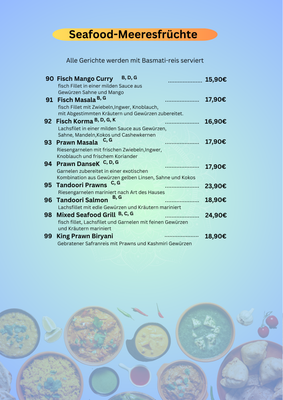 Seafood-Meeresfrüchte
Alle Gerichte werden mit Basmati-reis serviert
90 Fisch Mango Curry B, D, G 15,90€
fisch Filet in einer milden Sauce aus
Gewürzen Sahne und Mango
91 Fisch Masala B, G 17,90€
fisch Filet mit Zwiebeln,Ingwer, Knoblauch,
mit Abgestimmten Kräutern und Gewürzen zubereitet.
92 Fisch Korma B, D, G, K 16,90€
Lachsfilet in einer milden Sauce aus Gewürzen,
Sahne, Mandeln,Kokos und Cashewkernen
93 Prawn Masala C, G 17,90€
Riesengarnelen mit frischen Zwiebeln,Ingwer,
Knoblauch und frischem Koriander
94 Prawn DanseK C, D, G 17,90€
Garnelen zubereitet in einer exotischen
Kombination aus Gewürzen gelben Linsen, Sahne und Kokos
95 Tandoori Prawns C, G 23,90€
Riesengarnelen mariniert nach Art des Hauses
96 Tandoori Salmon B, G 18,90€
Lachsfillet mit edle Gewürzen und Kräutern mariniert
98 Mixed Seafood Grill B, C, G 24,90€
fisch fillet, Lachsfilet und Garnelen mit feinen Gewürzen
und Kräutern mariniert
99 King Prawn Biryani 18,90€
Gebratener Safranreis mit Prawns und Kashmiri Gewürzen